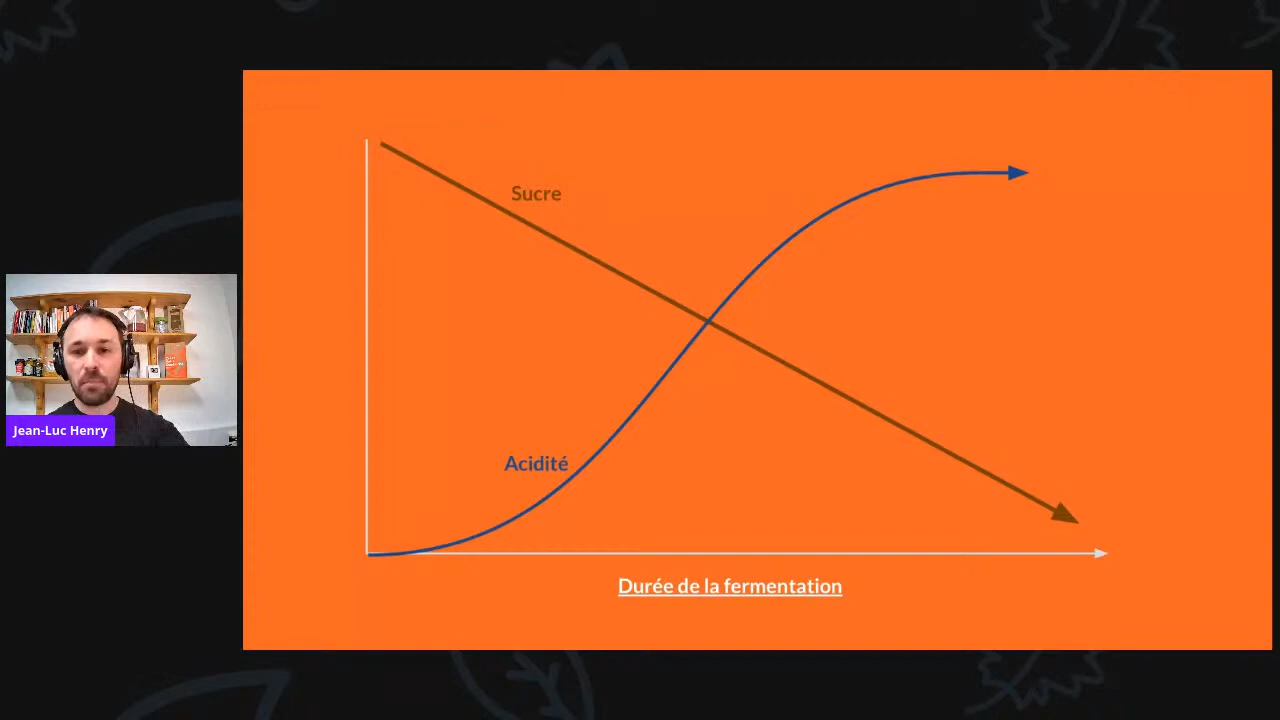 Sucre
Acidité
Jean-Luc Henry
Durée de la fermentation